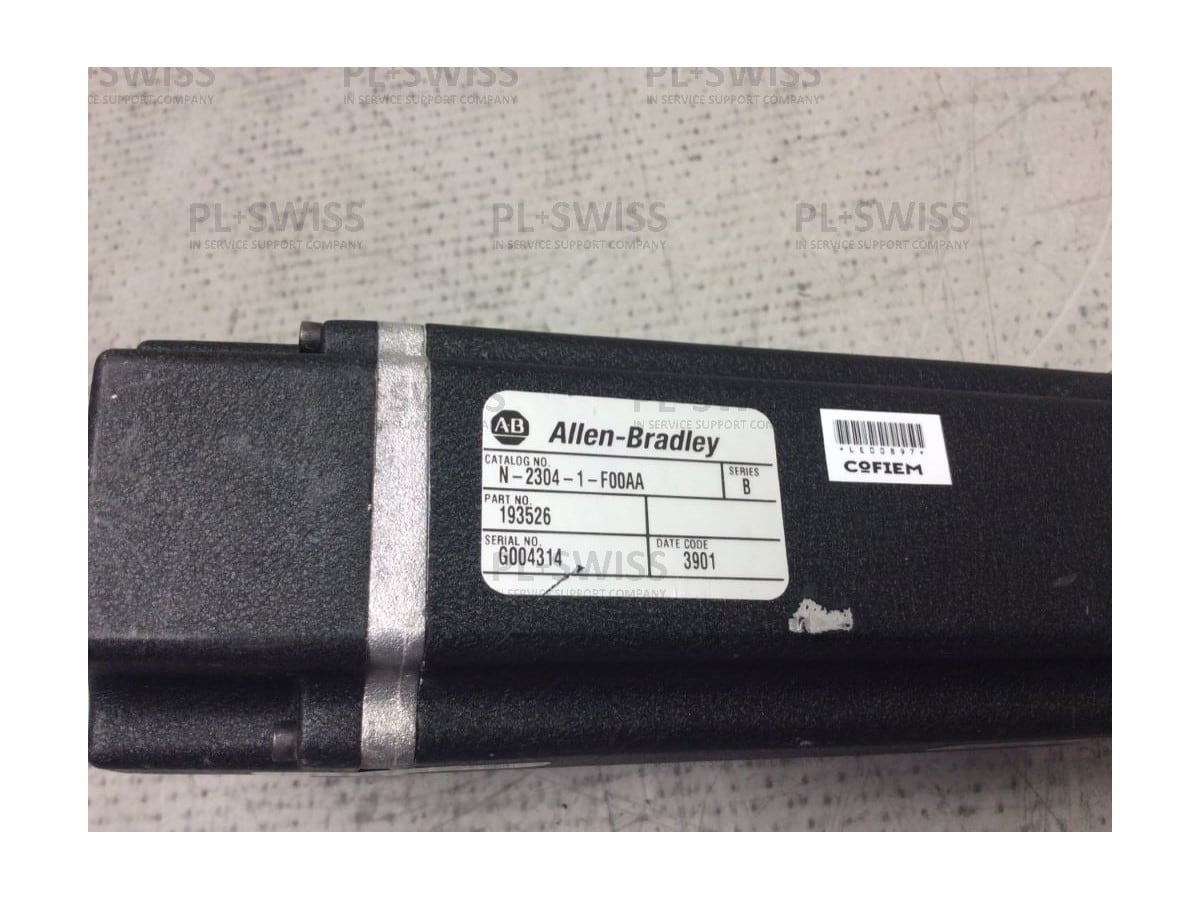 PL+SWISS PL+SWISS PL+SWISS
CE SUPPORT COMPANY IN SERVICE SUPPORT COMPANY IN SERVICE SUPPORT COMPANY
PL+SWISS PL+SWISS PL+SWISS
IN SERVICE SUPPORT COMPANY IN SERVICE SUPPORT COMPANY IN SERVICE SUPPORT COMPANY
A-B Allen-Bradley
CATALOG NO.
N-2304-1-F00AA
SERIES
B
PART NO.
193526
SERIAL NO.
G004314
DATE CODE
3901
*LE00897*
COFIEM
PL+SWISS
IN SERVICE SUPPORT COMPANY